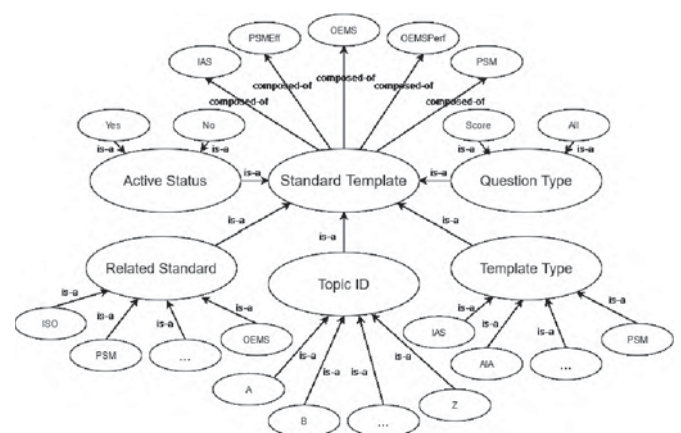 OEMS
PSMEff
OEMSPerf
IAS
PSM
composed-of
composed-of
composed-of
composed-of
composed-of
Yes
No
Score
All
is-a
is-a
is-a
is-a
Active Status
is-a
Standard Template
is-a
Question Type
is-a
is-a
is-a
Related Standard
Topic ID
Template Type
is-a
is-a
is-a
is-a
ISO
PSM
...
OEMS
is-a
is-a
is-a
is-a
A
B
...
Z
is-a
is-a
is-a
is-a
IAS
AIA
...
PSM